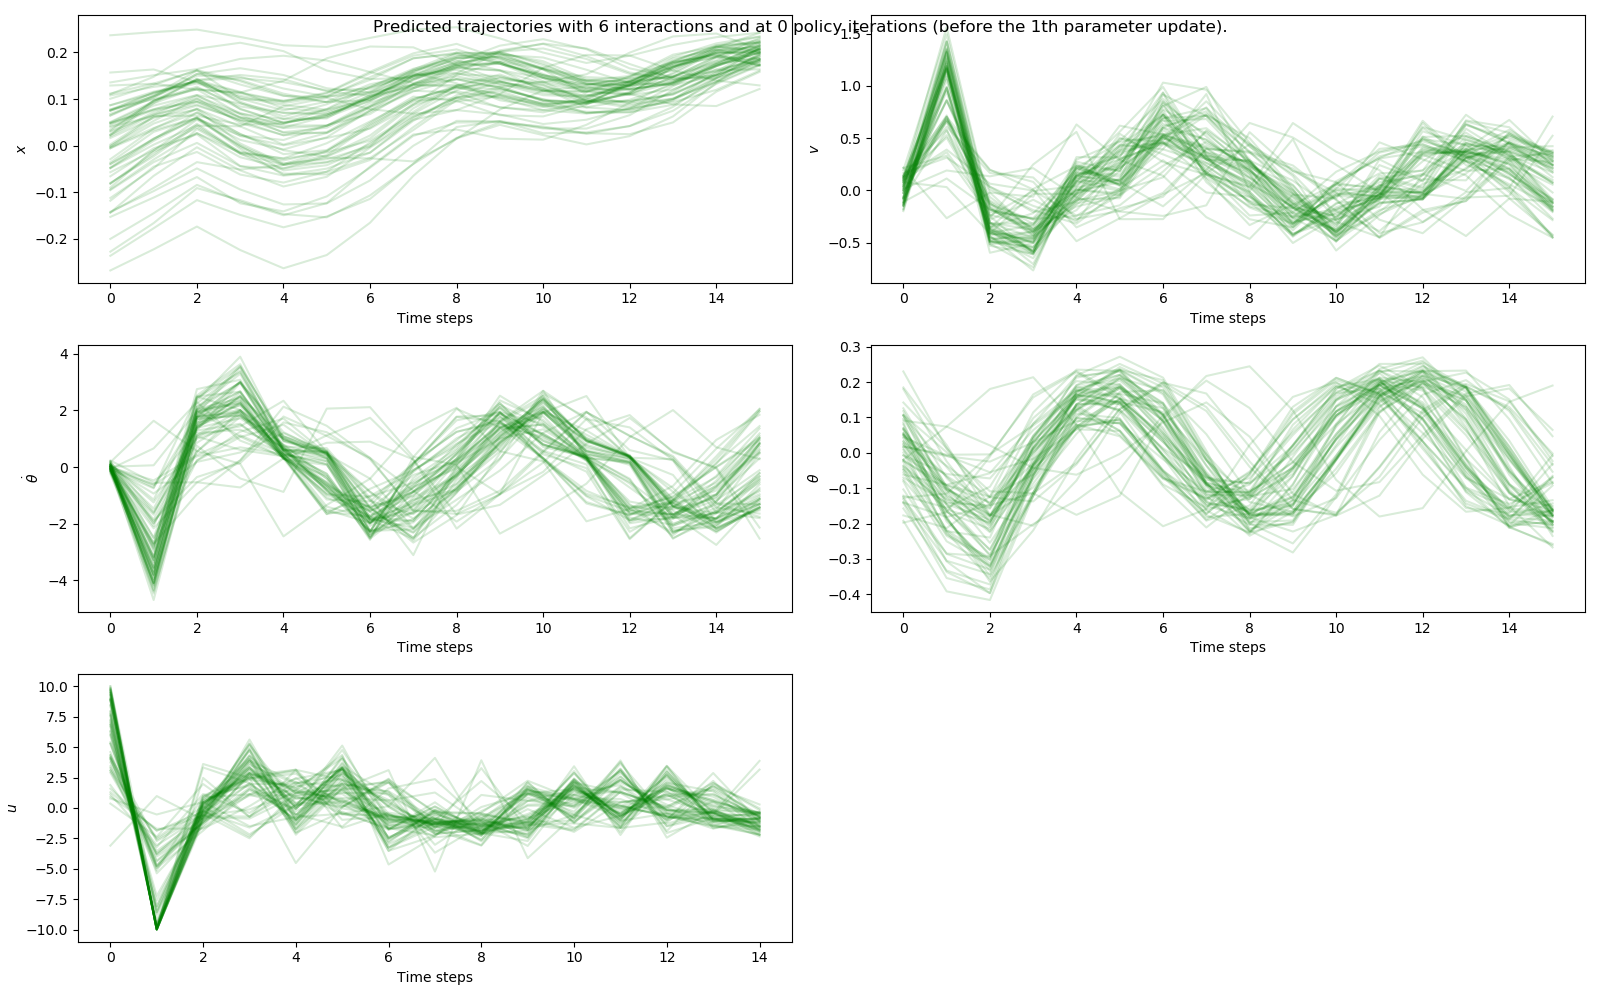 Predicted trajectories with 6 interactions and at 0 policy iterations (before the 1th parameter update).
0.2
0.1
0.0
−0.1
−0.2
x
0 2 4 6 8 10 12 14
Time steps
1.5
1.0
0.5
0.0
−0.5
v
0 2 4 6 8 10 12 14
Time steps
4
2
0
−2
−4
θ̇
0 2 4 6 8 10 12 14
Time steps
0.3
0.2
0.1
0.0
−0.1
−0.2
−0.3
−0.4
θ
0 2 4 6 8 10 12 14
Time steps
10.0
7.5
5.0
2.5
0.0
−2.5
−5.0
−7.5
−10.0
u
0 2 4 6 8 10 12 14
Time steps